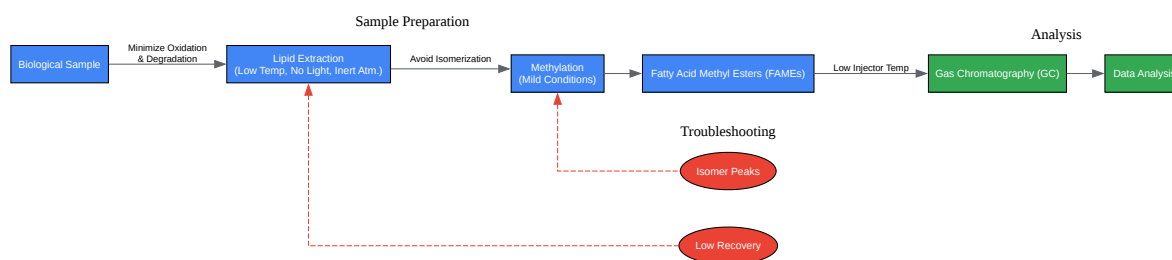 Sample Preparation
Analysis
Biological Sample
Minimize Oxidation
& Degradation
Lipid Extraction
(Low Temp, No Light, Inert Atm.)
Avoid Isomerization
Methylation
(Mild Conditions)
Fatty Acid Methyl Esters (FAMEs)
Low Injector Temp
Gas Chromatography (GC)
Data Analysis
Troubleshooting
Isomer Peaks
Low Recovery